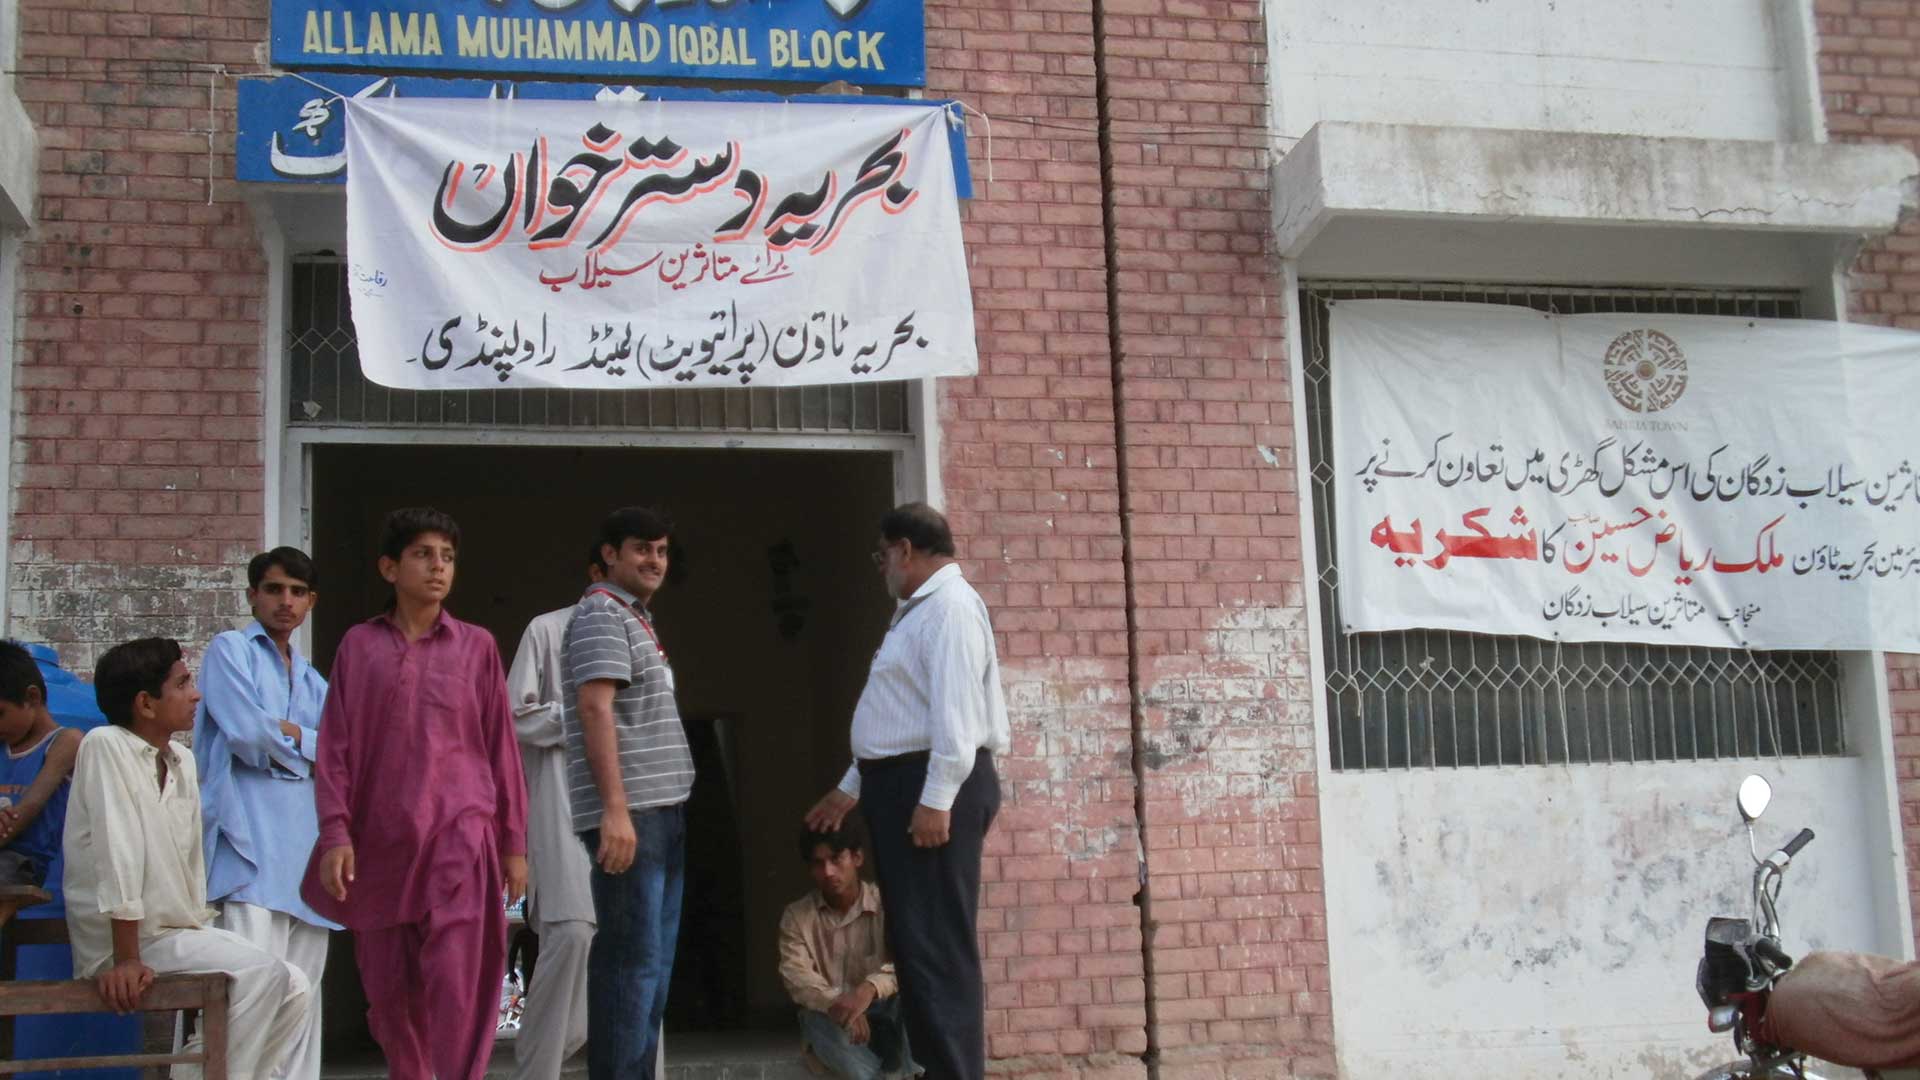 ALLAMA MUHAMMAD IQBAL BLOCK
بحریہ دسترخوان
برائے متاثرین سیلاب
بحریہ ٹاؤن (پرائیویٹ) لمیٹڈ راولپنڈی۔
BAHRIA TOWN
متاثرین سیلاب زدگان کی اس مشکل گھڑی میں تعاون کرنے پر
چیئرمین بحریہ ٹاؤن ملک ریاض حسین صاحب کا شکریہ
منجانب متاثرین سیلاب زدگان